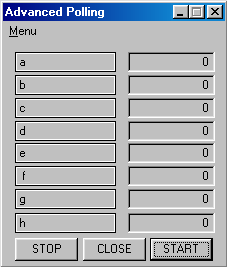 Advanced Polling
Menu
a 0
b 0
c 0
d 0
e 0
f 0
g 0
h 0
STOP CLOSE START